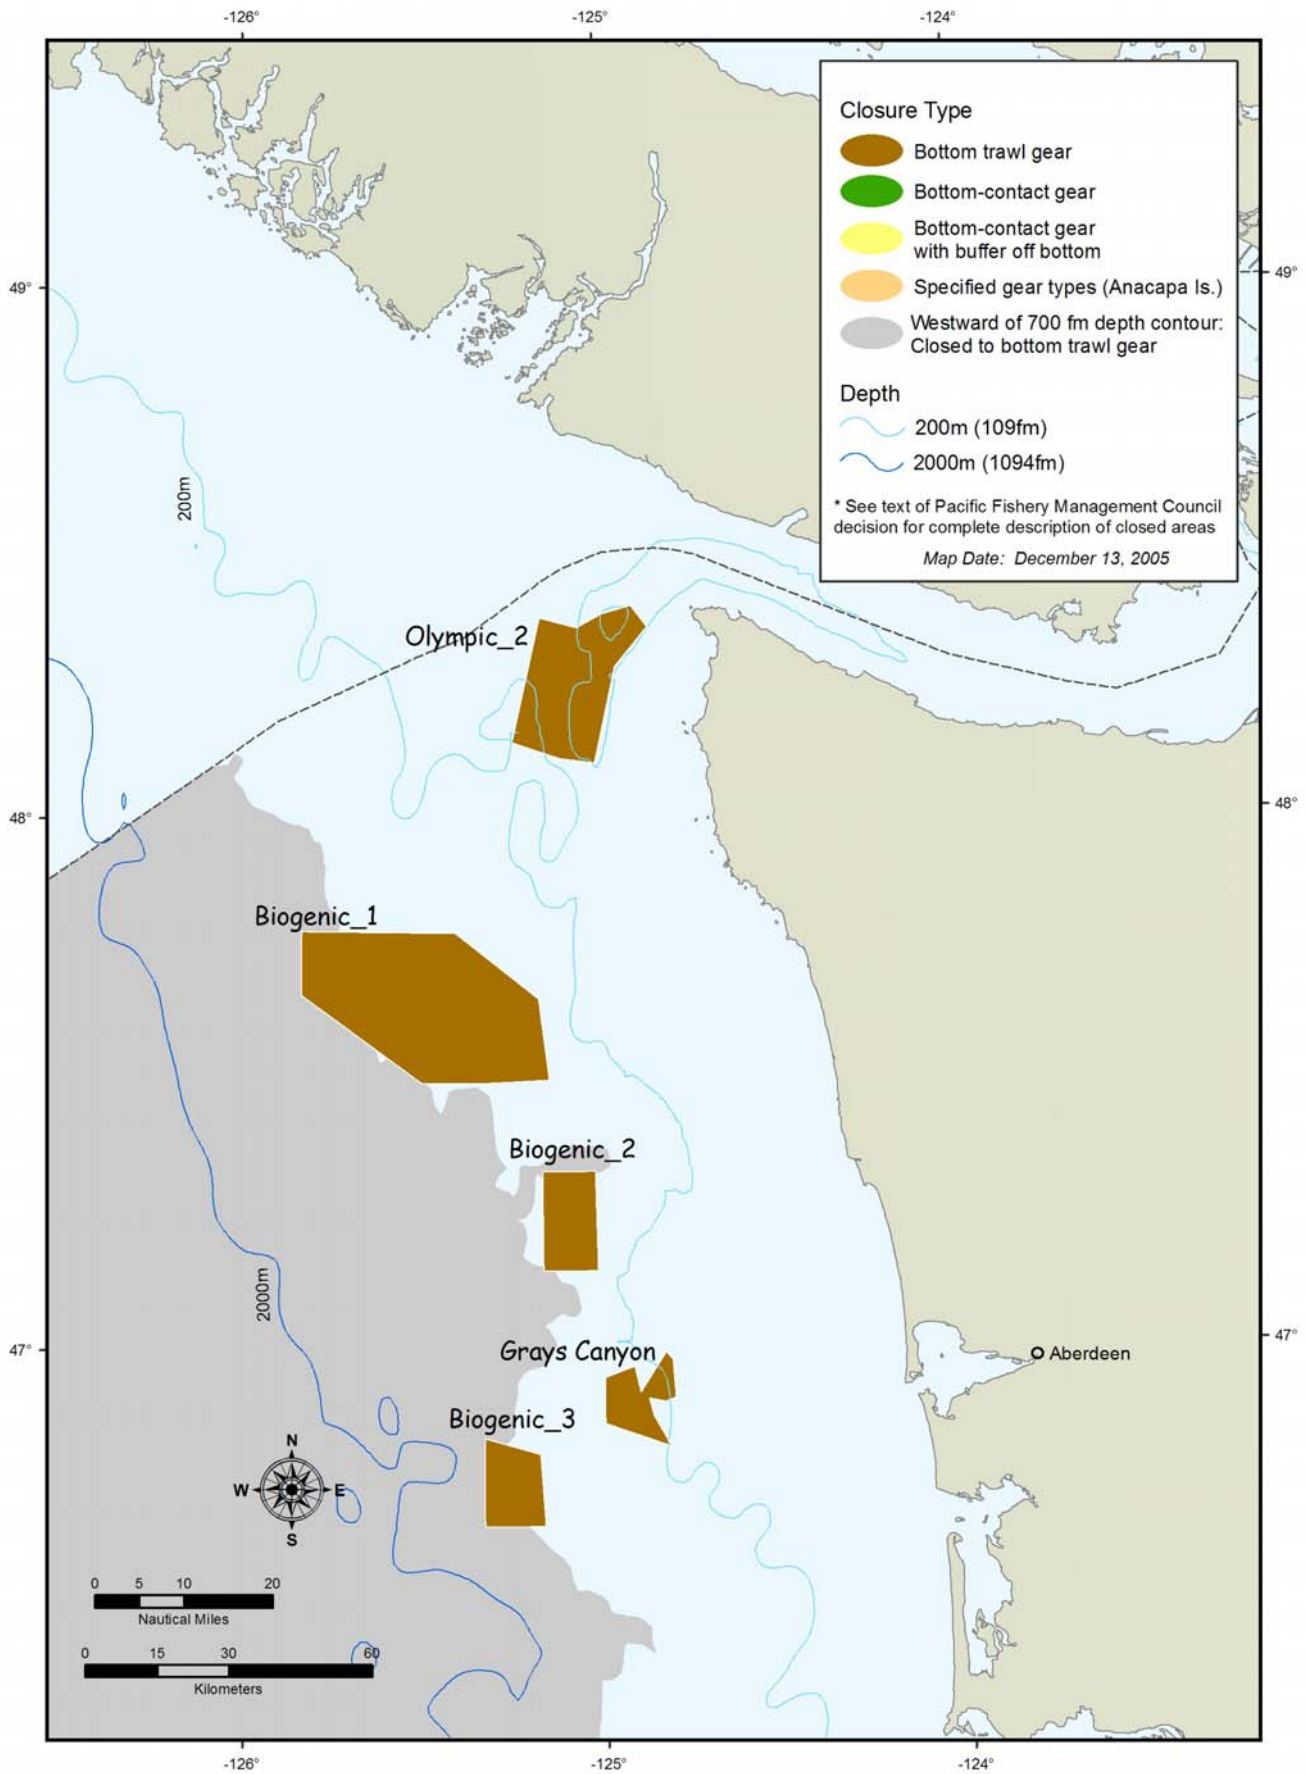 -126°
-125°
-124°
Closure Type
Bottom trawl gear
Bottom-contact gear
Bottom-contact gear
with buffer off bottom
Specified gear types (Anacapa Is.)
Westward of 700 fm depth contour:
Closed to bottom trawl gear
Depth
200m (109fm)
2000m (1094fm)
* See text of Pacific Fishery Management Council
decision for complete description of closed areas
Map Date: December 13, 2005
49°
49°
200m
Olympic_2
48°
48°
Biogenic_1
Biogenic_2
2000m
47°
47°
Grays Canyon
Aberdeen
Biogenic_3
N
W
E
S
0 5 10 20
Nautical Miles
0 15 30 60
Kilometers
-126°
-125°
-124°